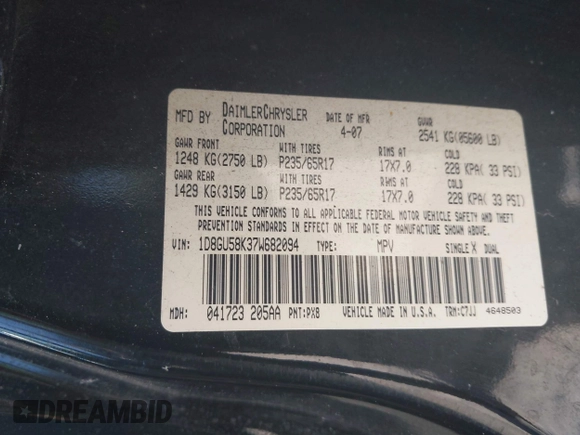 MFD BY DAIMLERCHRYSLER CORPORATION DATE OF MFR 4-07 GVWR 2541 KG(05600 LB)
GAWR FRONT WITH TIRES RIMS AT COLD
1248 KG(2750 LB) P235/65R17 17X7.0 228 KPA( 33 PSI)
GAWR REAR WITH TIRES RIMS AT COLD
1429 KG(3150 LB) P235/65R17 17X7.0 228 KPA( 33 PSI)
THIS VEHICLE CONFORMS TO ALL APPLICABLE FEDERAL MOTOR VEHICLE SAFETY AND THEFT
PREVENTION STANDARDS IN EFFECT ON THE DATE OF MANUFACTURE SHOWN ABOVE.
VIN: 1D8GU58K37W682094 TYPE: MPV SINGLE X DUAL
MDH: 041723 205AA PNT:PX8 VEHICLE MADE IN U.S.A. TRM:C7JJ 4648503
DREAMBID